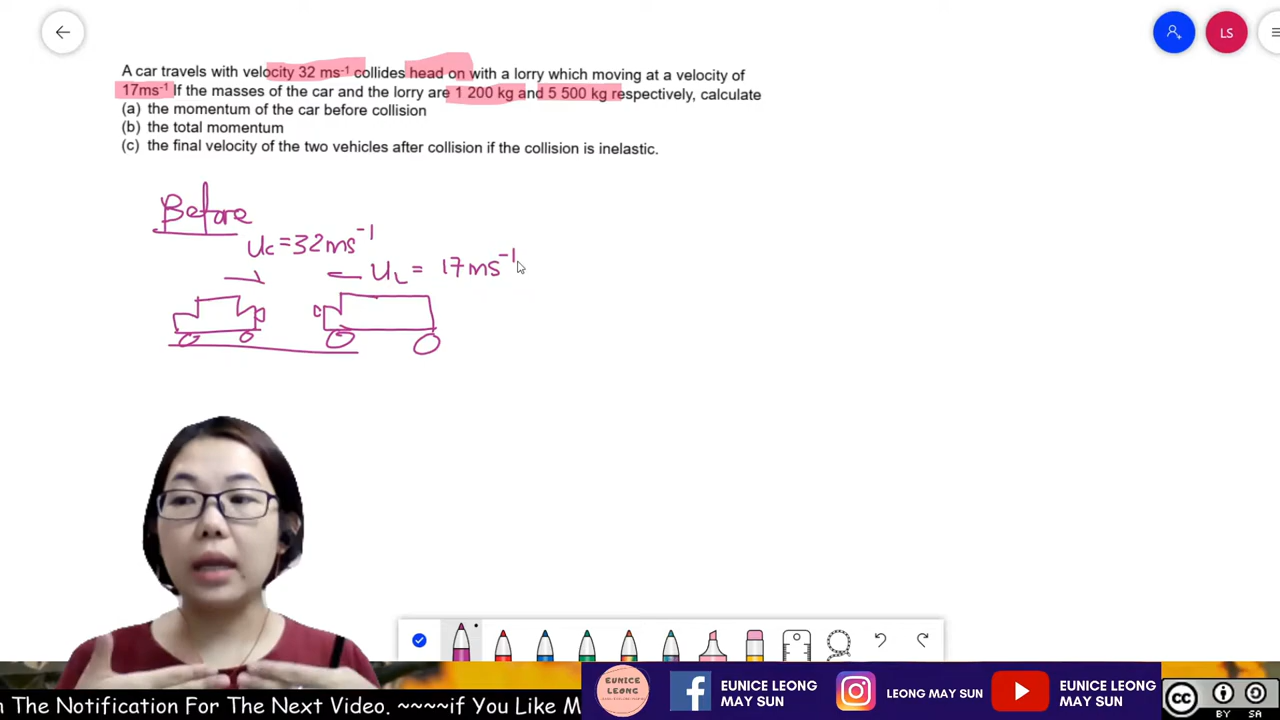 LS
A car travels with velocity 32 ms⁻¹ collides head on with a lorry which moving at a velocity of
17ms⁻¹ If the masses of the car and the lorry are 1 200 kg and 5 500 kg respectively, calculate
(a) the momentum of the car before collision
(b) the total momentum
(c) the final velocity of the two vehicles after collision if the collision is inelastic.
Before
Uc = 32ms⁻¹
UL = 17ms⁻¹
EUNICE LEONG
EUNICE LEONG MAY SUN
LEONG MAY SUN
EUNICE LEONG MAY SUN
cc BY SA
The Notification For The Next Video. ~~~~if You Like M